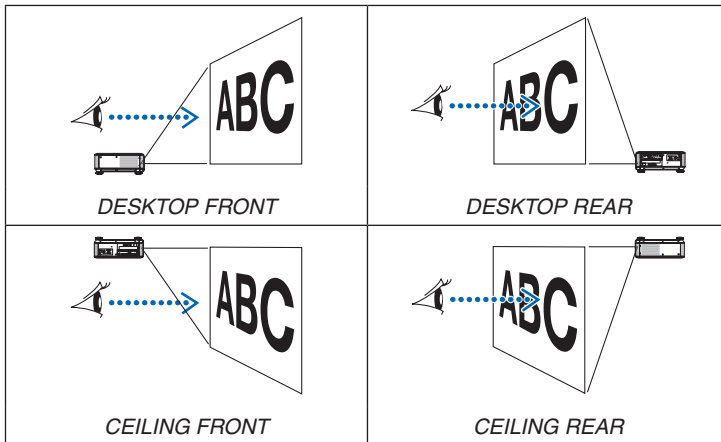 ABC
DESKTOP FRONT
ABC
DESKTOP REAR
ABC
CEILING FRONT
ABC
CEILING REAR